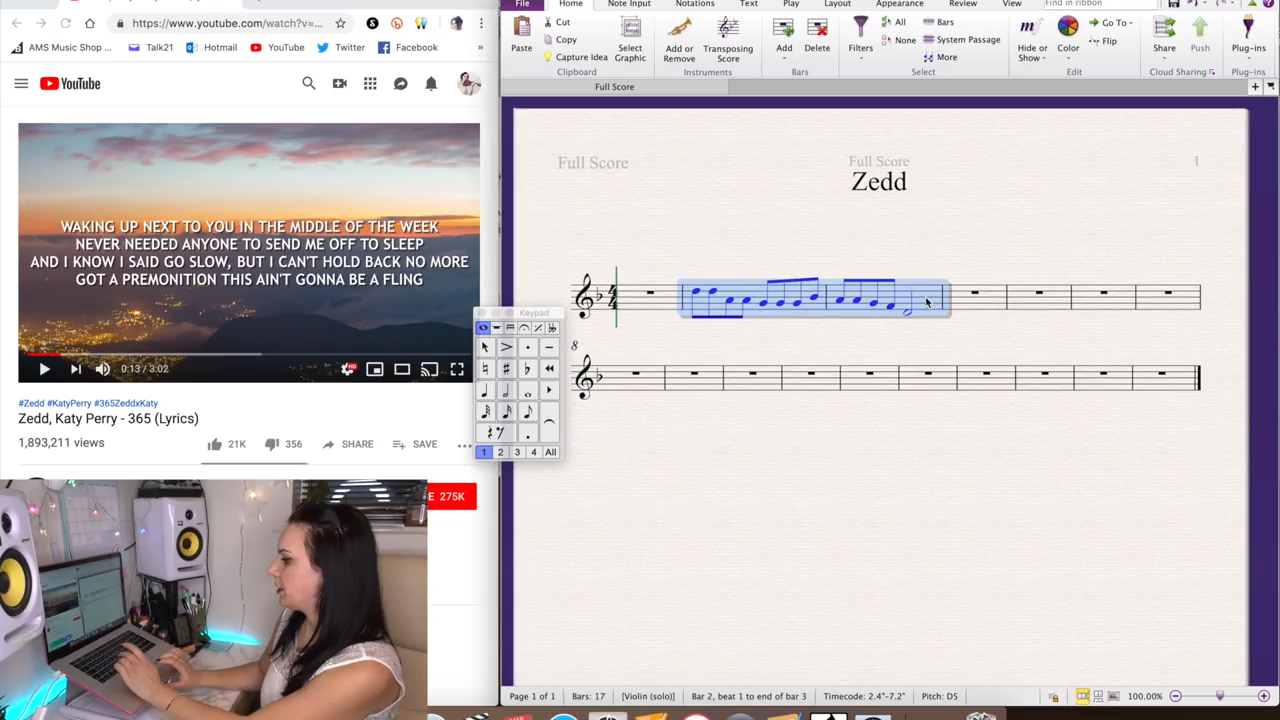 https://www.youtube.com/watch?v=...
AMS Music Shop ...
Talk21
Hotmail
YouTube
Twitter
Facebook
»
YouTube
WAKING UP NEXT TO YOU IN THE MIDDLE OF THE WEEK
NEVER NEEDED ANYONE TO SEND ME OFF TO SLEEP
AND I KNOW I SAID GO SLOW, BUT I CAN'T HOLD BACK NO MORE
GOT A PREMONITION THIS AIN'T GONNA BE A FLING
0:13 / 3:02
HD
#Zedd #KatyPerry #365ZeddxKaty
Zedd, Katy Perry - 365 (Lyrics)
1,893,211 views
21K
356
SHARE
SAVE
E 275K
File
Home
Note Input
Notations
Text
Play
Layout
Appearance
Review
View
Find in ribbon
Paste
Cut
Copy
Capture Idea
Clipboard
Select Graphic
Add or Remove
Transposing Score
Instruments
Add
Delete
Bars
Filters
All
None
Bars
System Passage
More
Select
Hide or Show
Color
Go To
Flip
Edit
Share
Push
Cloud Sharing
Plug-ins
Plug-ins
Full Score
Full Score
Full Score
1
Zedd
8
Keypad
1 2 3 4 All
Page 1 of 1
Bars: 17
[Violin (solo)]
Bar 2, beat 1 to end of bar 3
Timecode: 2.4"-7.2"
Pitch: D5
100.00%